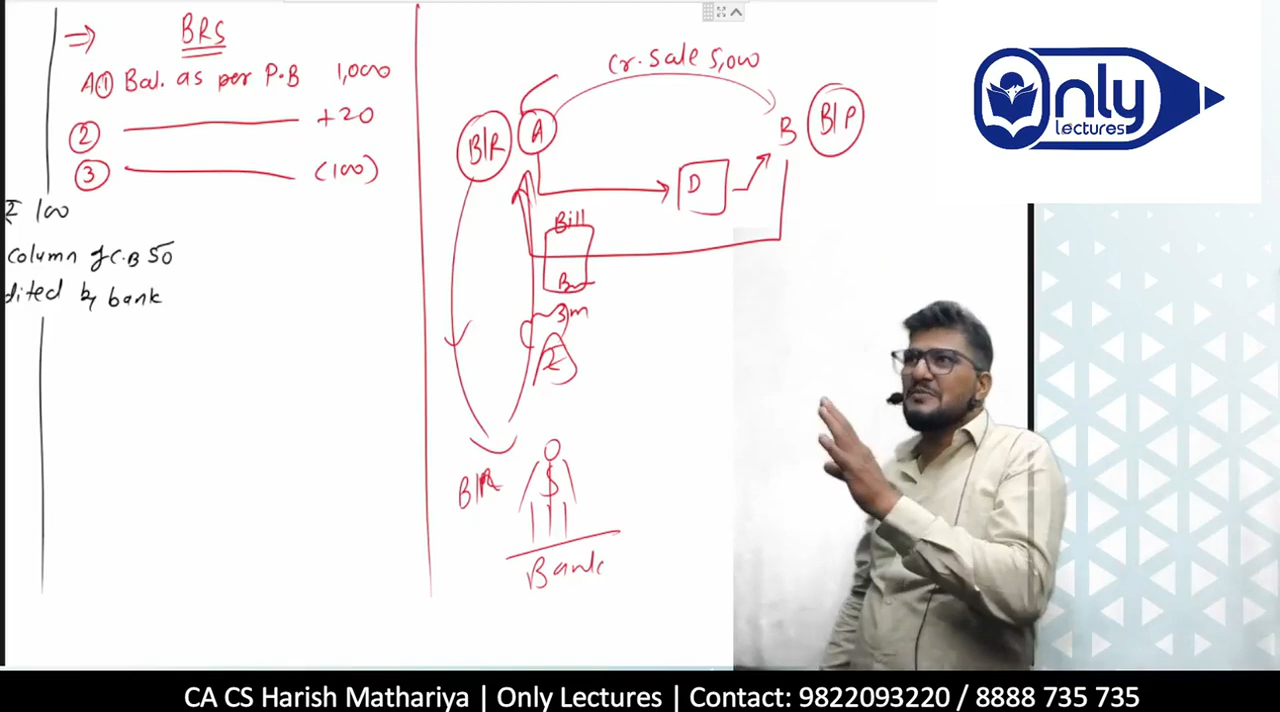 ⇒ BRS
A① Bal. as per P.B 1,000
② +20
③ (100)
₹ 100
column of C.B 50
dited by bank
Cr. Sale 5,000
B/R A
B B/P
D
Bill
B
3m
₹
B/R
$
Bank
Only
lectures
CA CS Harish Mathariya | Only Lectures | Contact: 9822093220 / 8888 735 735